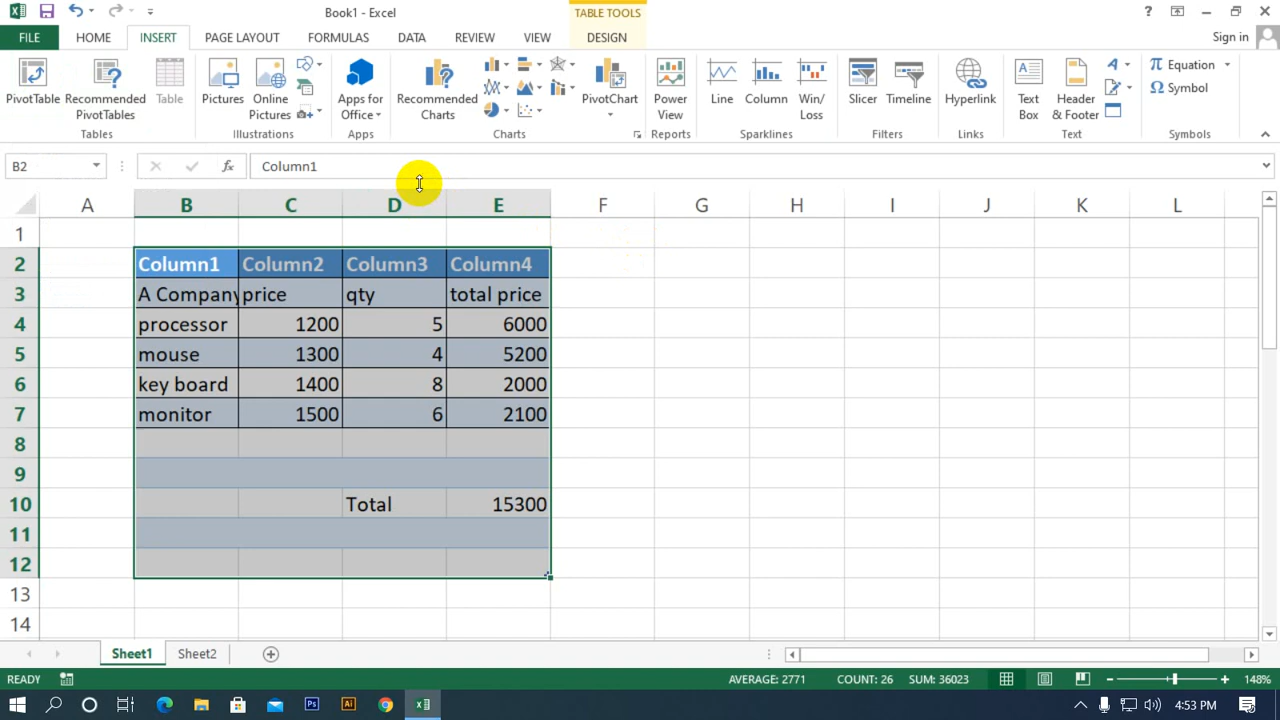 Book1 - Excel
TABLE TOOLS
?
FILE HOME INSERT PAGE LAYOUT FORMULAS DATA REVIEW VIEW DESIGN Sign in
PivotTable Recommended PivotTables Table Pictures Online Pictures Apps for Office Recommended Charts PivotChart Power View Line Column Win/Loss Slicer Timeline Hyperlink Text Box Header & Footer Equation Symbol
Tables Illustrations Apps Charts Reports Sparklines Filters Links Text Symbols
B2 fx Column1
A B C D E F G H I J K L
1
2 Column1 Column2 Column3 Column4
3 A Company price qty total price
4 processor 1200 5 6000
5 mouse 1300 4 5200
6 key board 1400 8 2000
7 monitor 1500 6 2100
8
9
10 Total 15300
11
12
13
14
Sheet1 Sheet2
READY AVERAGE: 2771 COUNT: 26 SUM: 36023 148%
Ps Ai 4:53 PM